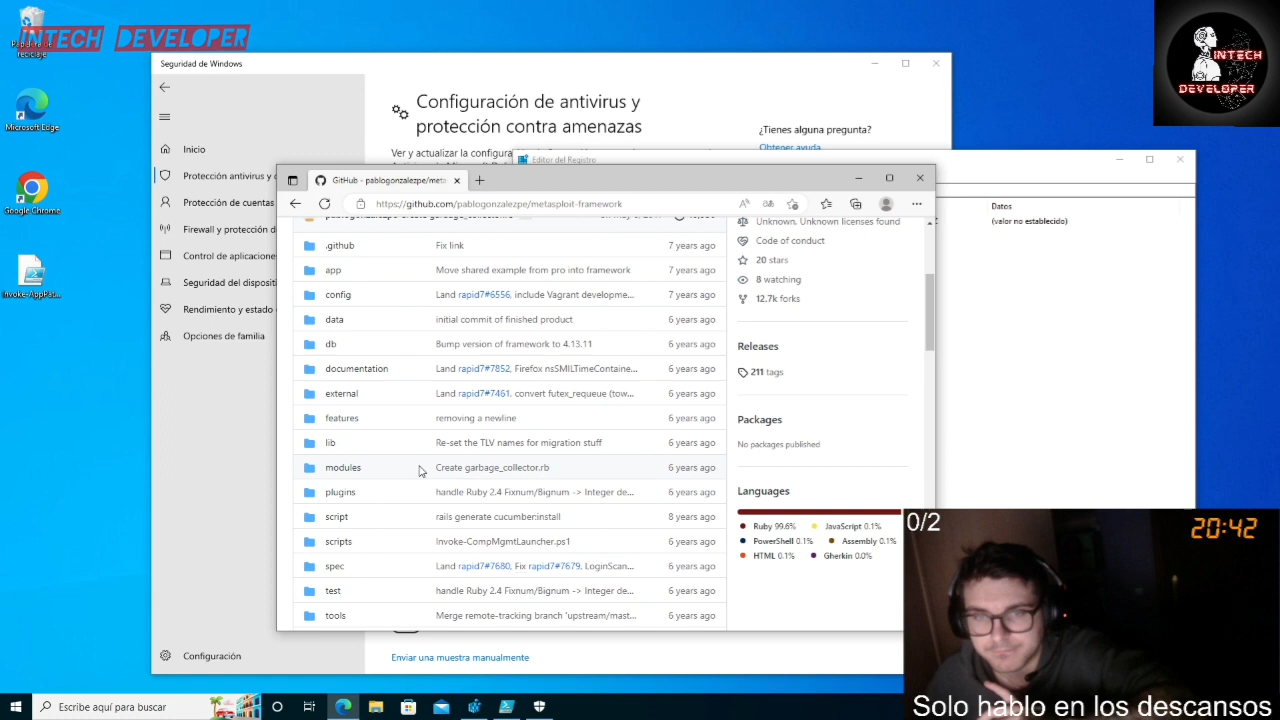 INTECH DEVELOPER
Papelera de
reciclaje
Microsoft Edge
Google Chrome
Invoke-AppPat...
Seguridad de Windows
Inicio
Protección antivirus y c
Protección de cuentas
Firewall y protección d
Control de aplicacione
Seguridad del dispositi
Rendimiento y estado
Opciones de familia
Configuración
Configuración de antivirus y
protección contra amenazas
Ver y actualizar la configura
¿Tienes alguna pregunta?
Obtener ayuda
Enviar una muestra manualmente
Editor del Registro
Datos
(valor no establecido)
GitHub - pablogonzalezpe/meta
https://github.com/pablogonzalezpe/metasploit-framework
.github Fix link 7 years ago
app Move shared example from pro into framework 7 years ago
config Land rapid7#6556, include Vagrant developme... 7 years ago
data initial commit of finished product 6 years ago
db Bump version of framework to 4.13.11 6 years ago
documentation Land rapid7#7852, Firefox nsSMILTimeContaine... 6 years ago
external Land rapid7#7461, convert futex_requeue (tow... 6 years ago
features removing a newline 6 years ago
lib Re-set the TLV names for migration stuff 6 years ago
modules Create garbage_collector.rb 6 years ago
plugins handle Ruby 2.4 Fixnum/Bignum -> Integer de... 6 years ago
script rails generate cucumber:install 8 years ago
scripts Invoke-CompMgmtLauncher.ps1 6 years ago
spec Land rapid7#7680, Fix rapid7#7679, LoginScan... 6 years ago
test handle Ruby 2.4 Fixnum/Bignum -> Integer de... 6 years ago
tools Merge remote-tracking branch 'upstream/mast... 6 years ago
Unknown, Unknown licenses found
Code of conduct
20 stars
8 watching
12.7k forks
Releases
211 tags
Packages
No packages published
Languages
Ruby 99.6% JavaScript 0.1%
PowerShell 0.1% Assembly 0.1%
HTML 0.1% Gherkin 0.0%
INTECH
DEVELOPER
0/2
20:42
Solo hablo en los descansos
Escribe aquí para buscar